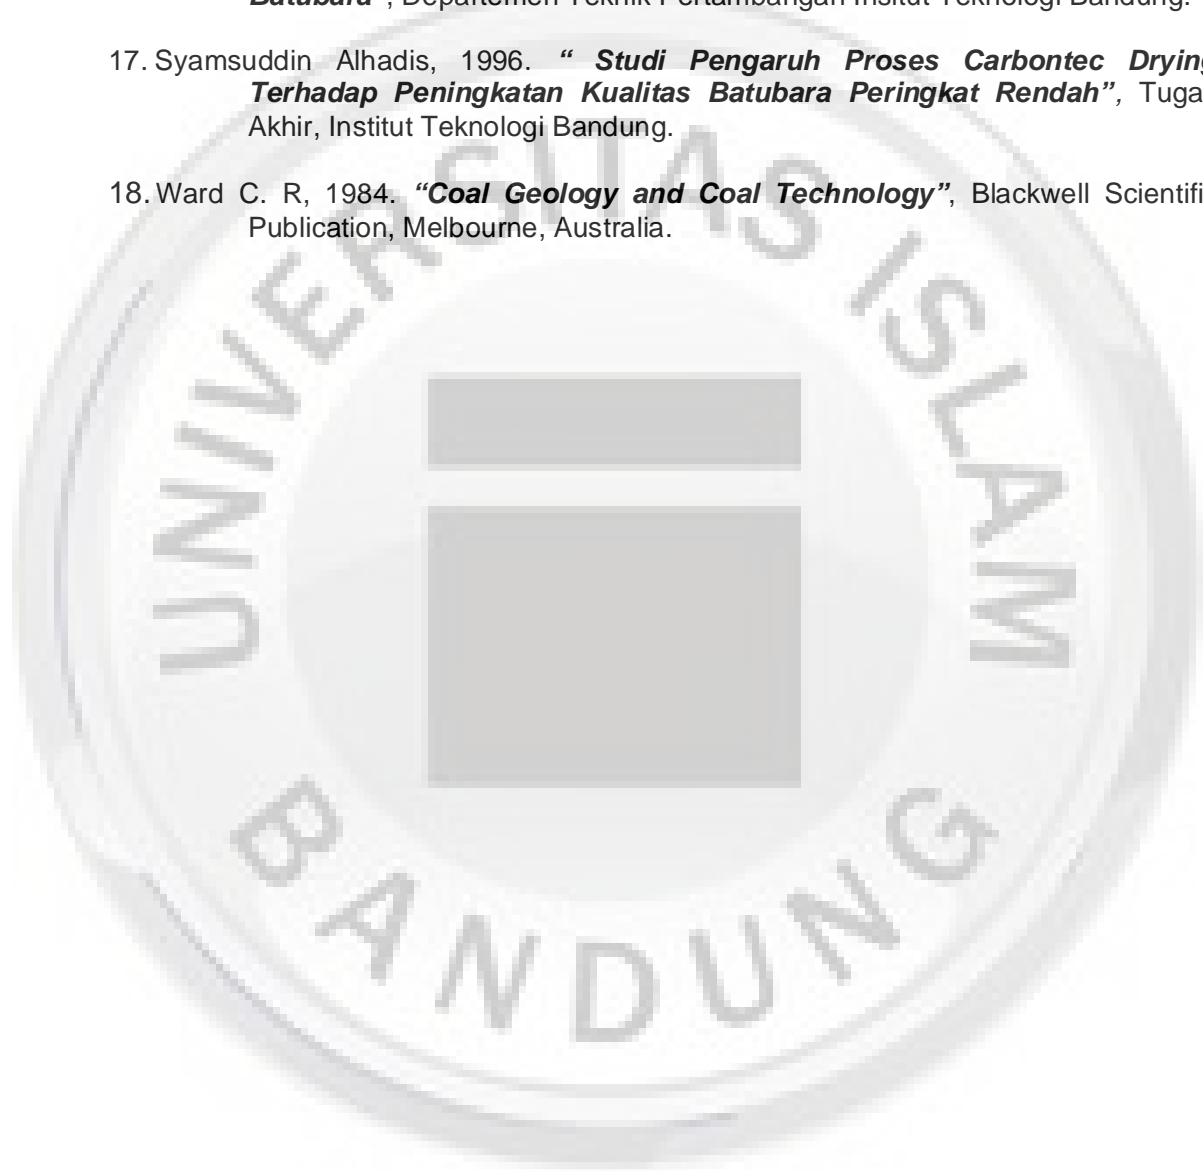 Batubara", Departemen Teknik Pertambangan Insitut Teknologi Bandung.
17. Syamsuddin Alhadis, 1996. “ Studi Pengaruh Proses Carbontec Drying
Terhadap Peningkatan Kualitas Batubara Peringkat Rendah”, Tuga
Akhir, Institut Teknologi Bandung.
18. Ward C. R, 1984. “Coal Geology and Coal Technology”, Blackwell Scientifi
Publication, Melbourne, Australia.
UNIVERSITAS ISLAM
BANDUNG